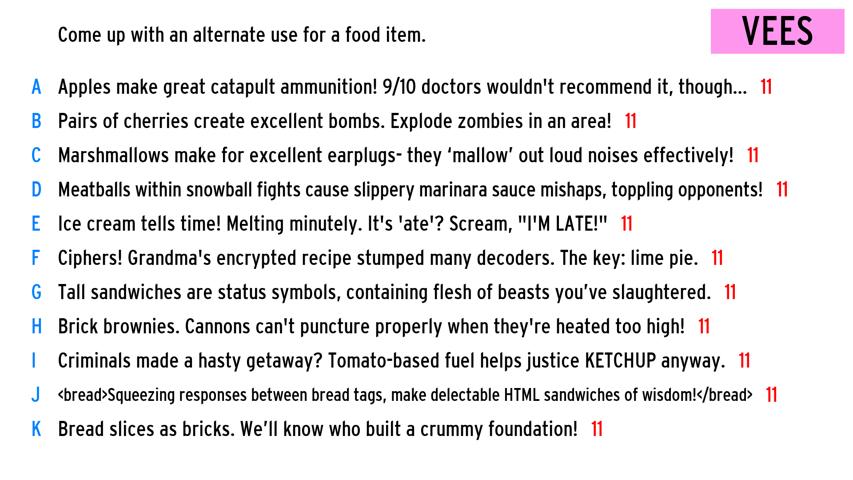 Come up with an alternate use for a food item.
VEES
A Apples make great catapult ammunition! 9/10 doctors wouldn't recommend it, though... 11
B Pairs of cherries create excellent bombs. Explode zombies in an area! 11
C Marshmallows make for excellent earplugs- they ‘mallow’ out loud noises effectively! 11
D Meatballs within snowball fights cause slippery marinara sauce mishaps, toppling opponents! 11
E Ice cream tells time! Melting minutely. It's 'ate'? Scream, "I'M LATE!" 11
F Ciphers! Grandma's encrypted recipe stumped many decoders. The key: lime pie. 11
G Tall sandwiches are status symbols, containing flesh of beasts you’ve slaughtered. 11
H Brick brownies. Cannons can't puncture properly when they're heated too high! 11
I Criminals made a hasty getaway? Tomato-based fuel helps justice KETCHUP anyway. 11
J <bread>Squeezing responses between bread tags, make delectable HTML sandwiches of wisdom!</bread> 11
K Bread slices as bricks. We’ll know who built a crummy foundation! 11